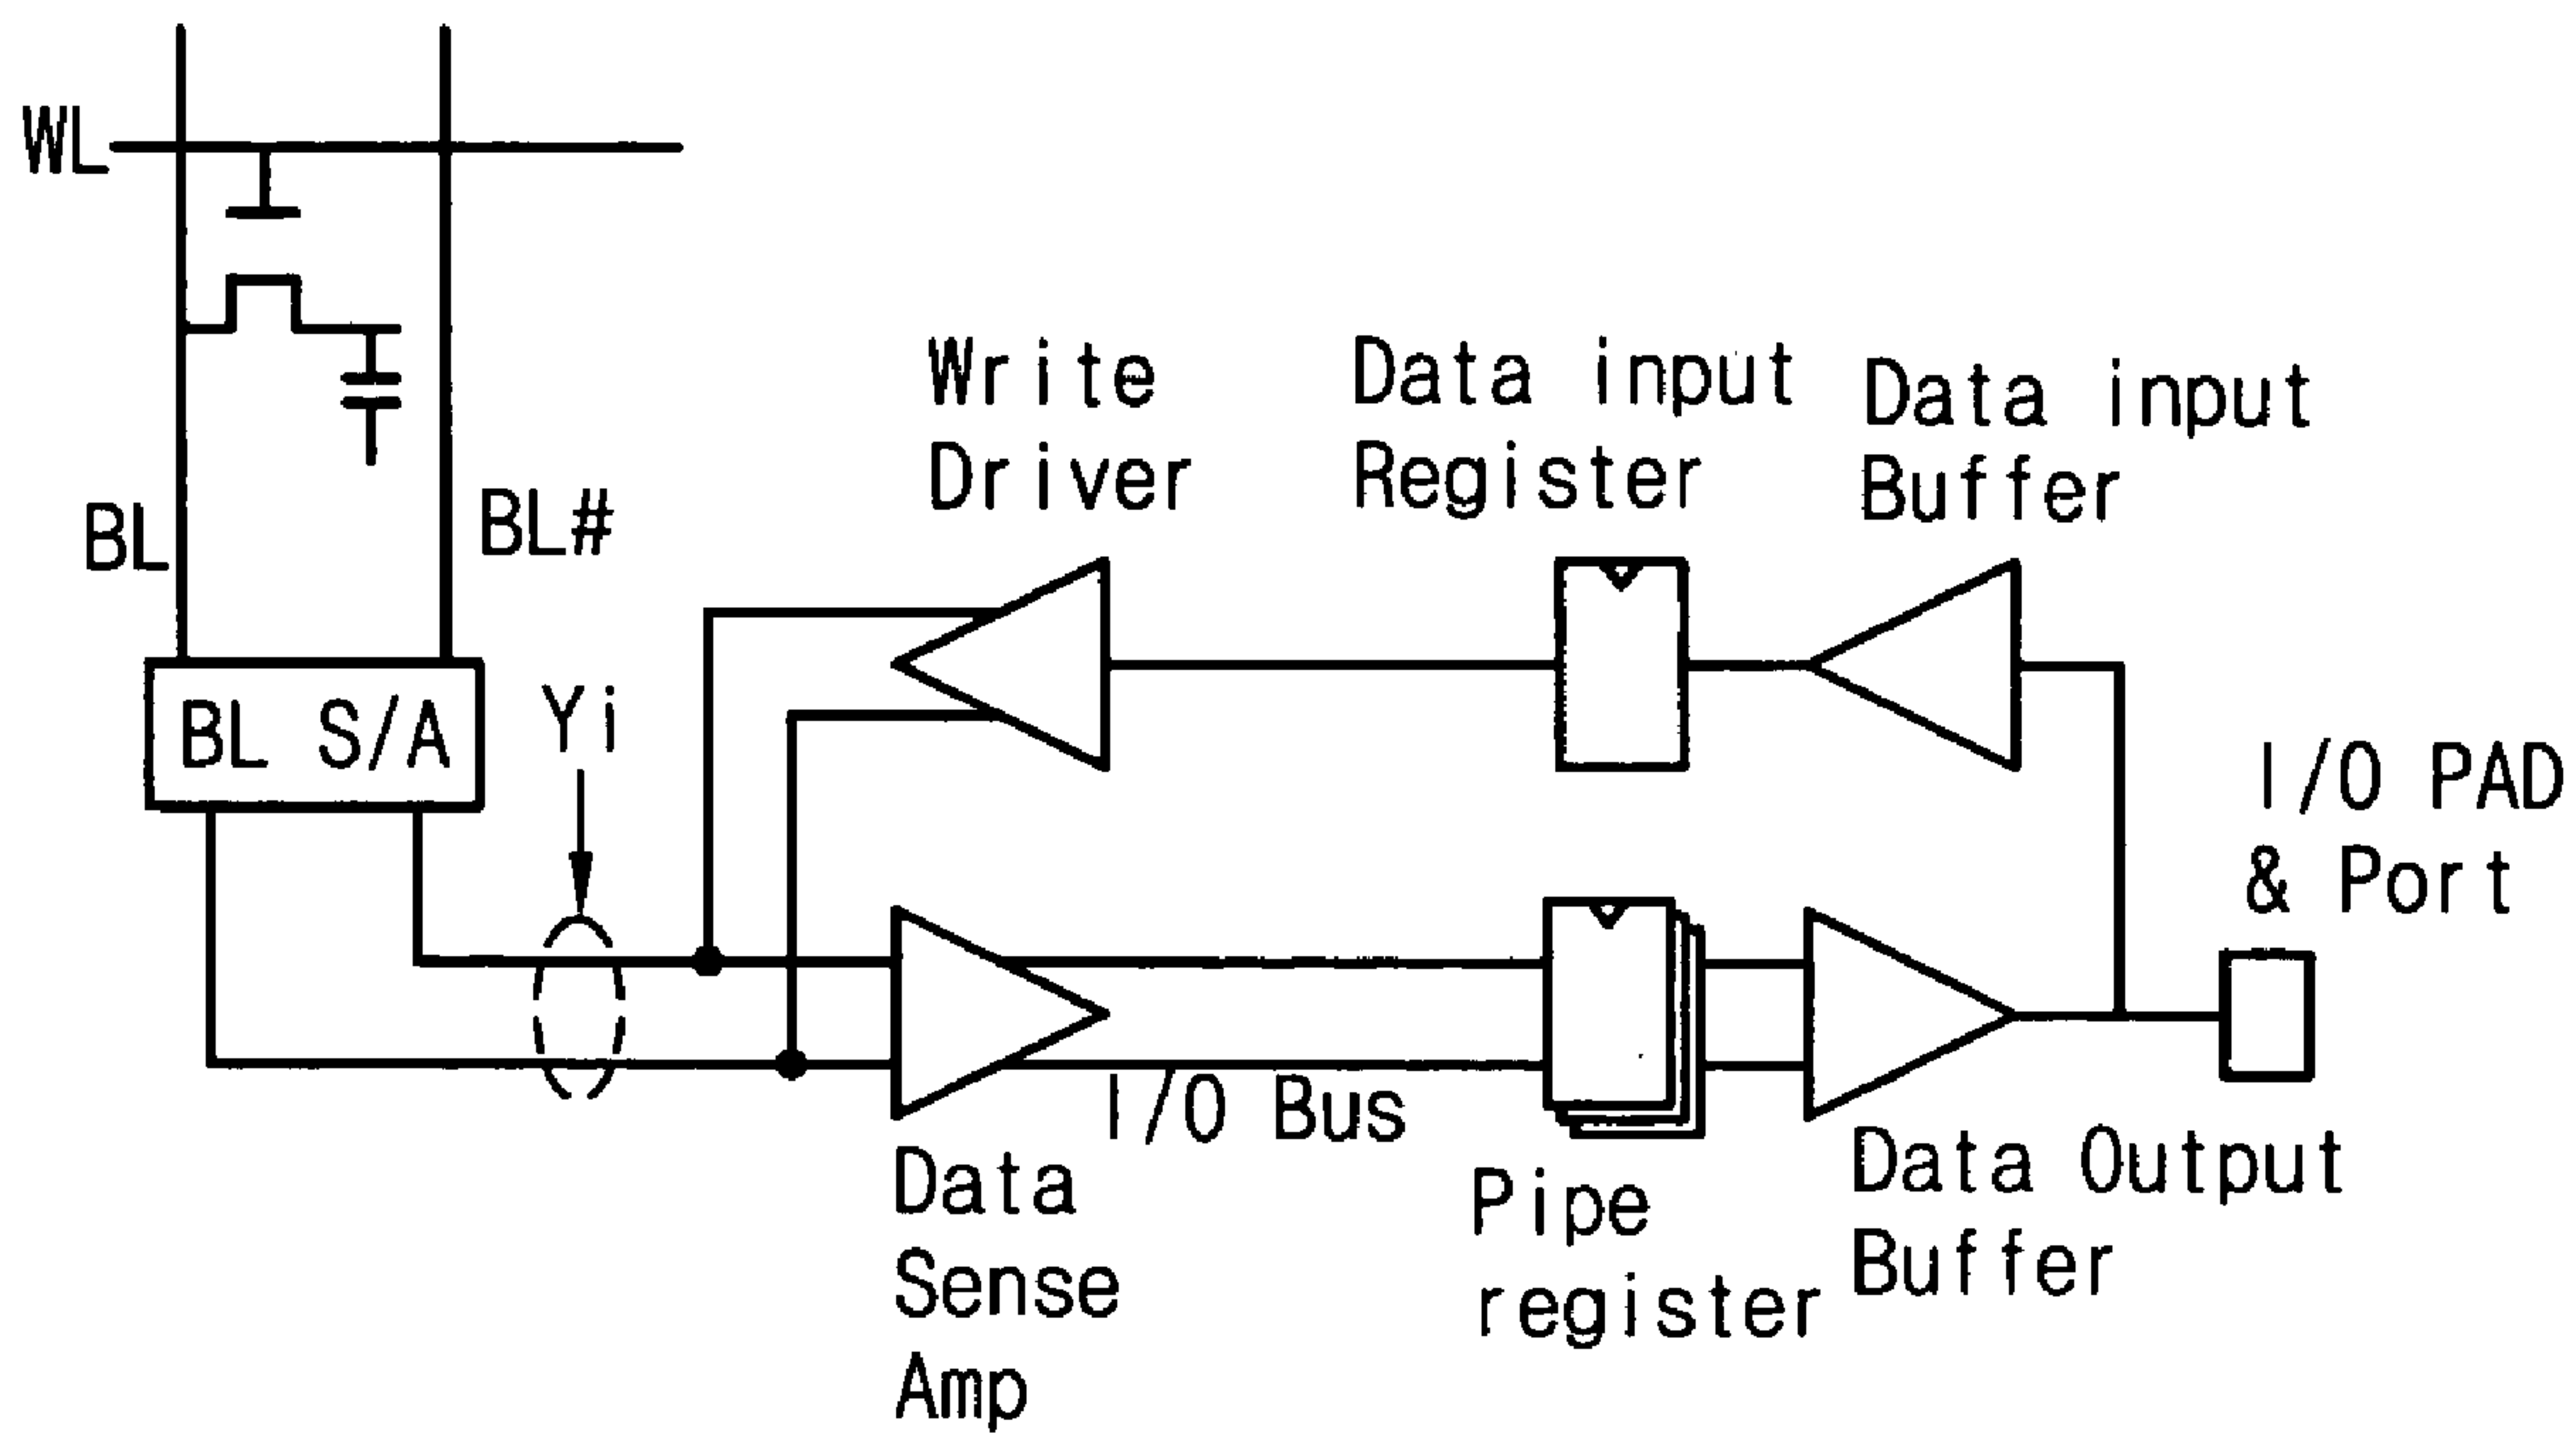 WL
BL
BL#
BL S/A
Yi
Write
Driver
Data input
Register
Data input
Buffer
I/O PAD
& Port
I/O Bus
Data
Sense
Amp
Pipe
register
Data Output
Buffer